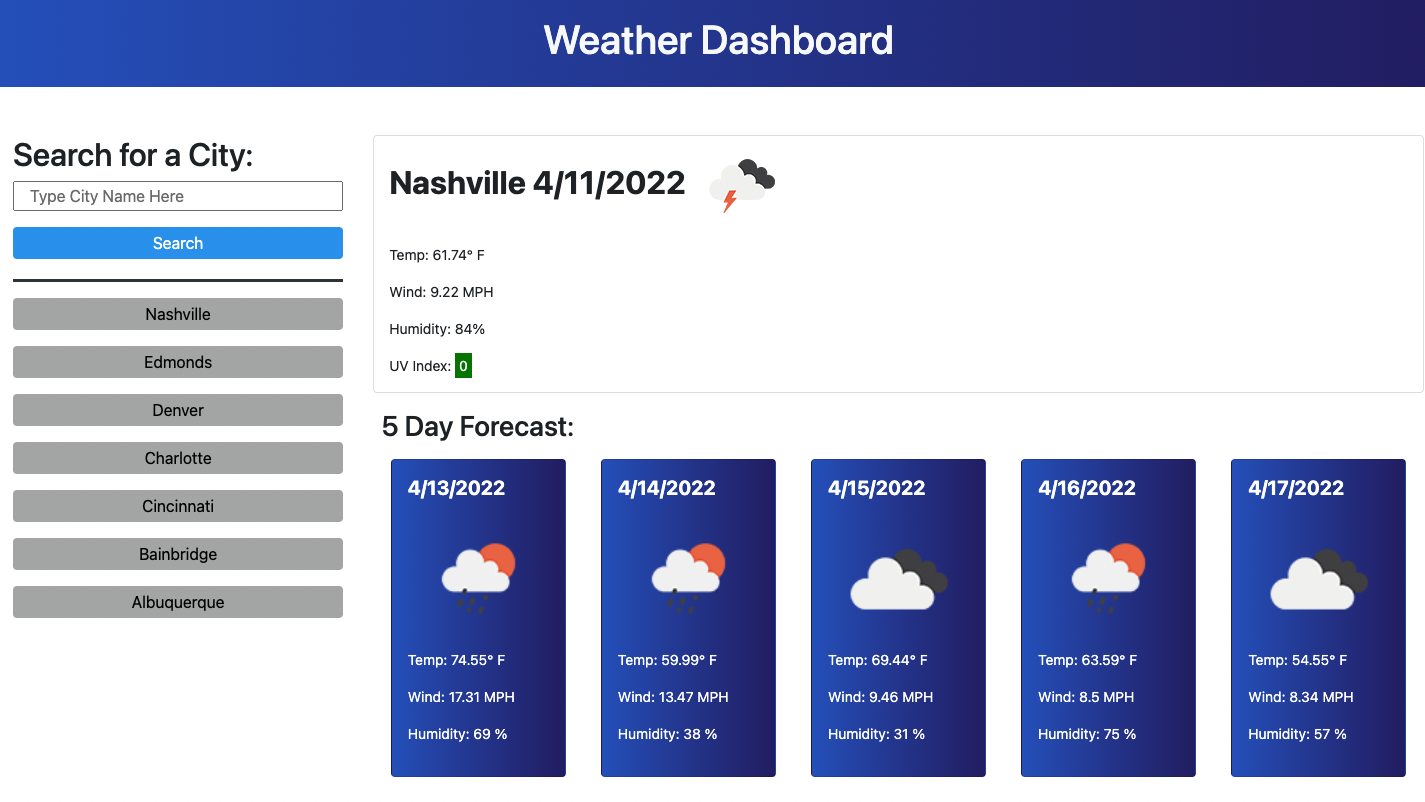 Weather Dashboard
Search for a City:
Type City Name Here
Search
Nashville
Edmonds
Denver
Charlotte
Cincinnati
Bainbridge
Albuquerque
Nashville 4/11/2022
Temp: 61.74° F
Wind: 9.22 MPH
Humidity: 84%
UV Index: 0
5 Day Forecast:
4/13/2022
Temp: 74.55° F
Wind: 17.31 MPH
Humidity: 69 %
4/14/2022
Temp: 59.99° F
Wind: 13.47 MPH
Humidity: 38 %
4/15/2022
Temp: 69.44° F
Wind: 9.46 MPH
Humidity: 31 %
4/16/2022
Temp: 63.59° F
Wind: 8.5 MPH
Humidity: 75 %
4/17/2022
Temp: 54.55° F
Wind: 8.34 MPH
Humidity: 57 %